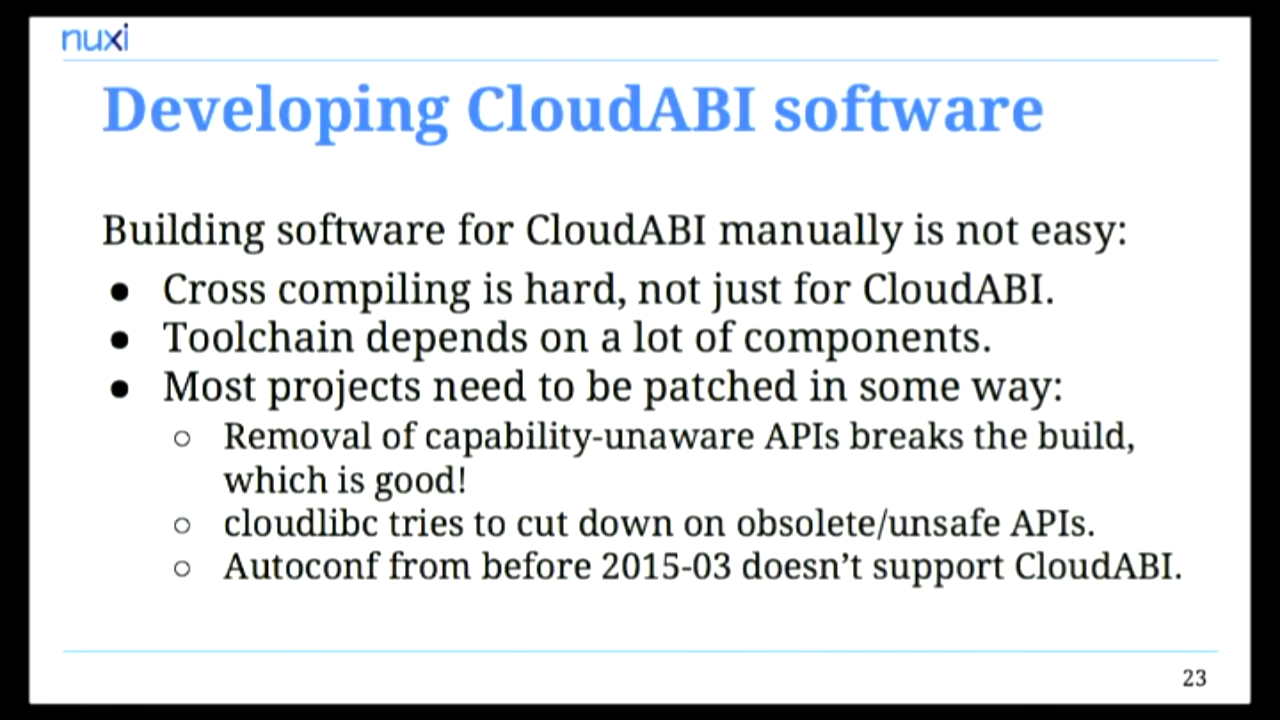 nuxi
Developing CloudABI software
Building software for CloudABI manually is not easy:
● Cross compiling is hard, not just for CloudABI.
● Toolchain depends on a lot of components.
● Most projects need to be patched in some way:
○ Removal of capability-unaware APIs breaks the build,
which is good!
○ cloudlibc tries to cut down on obsolete/unsafe APIs.
○ Autoconf from before 2015-03 doesn’t support CloudABI.
23